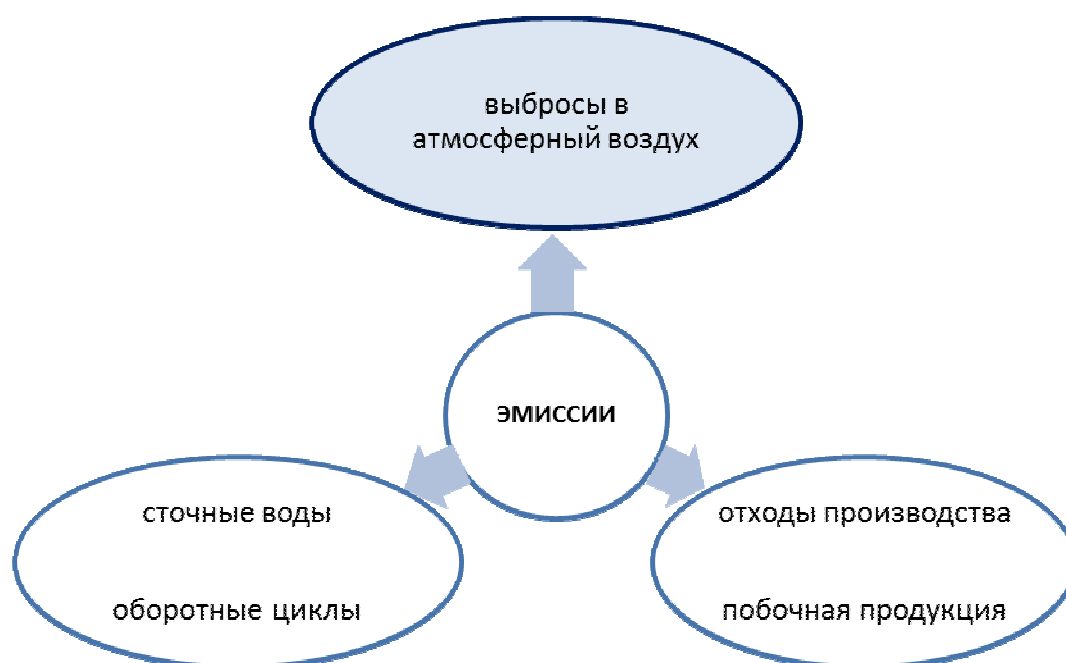 выбросы в
атмосферный воздух
эмиссии
сточные воды
оборотные циклы
отходы производства
побочная продукция